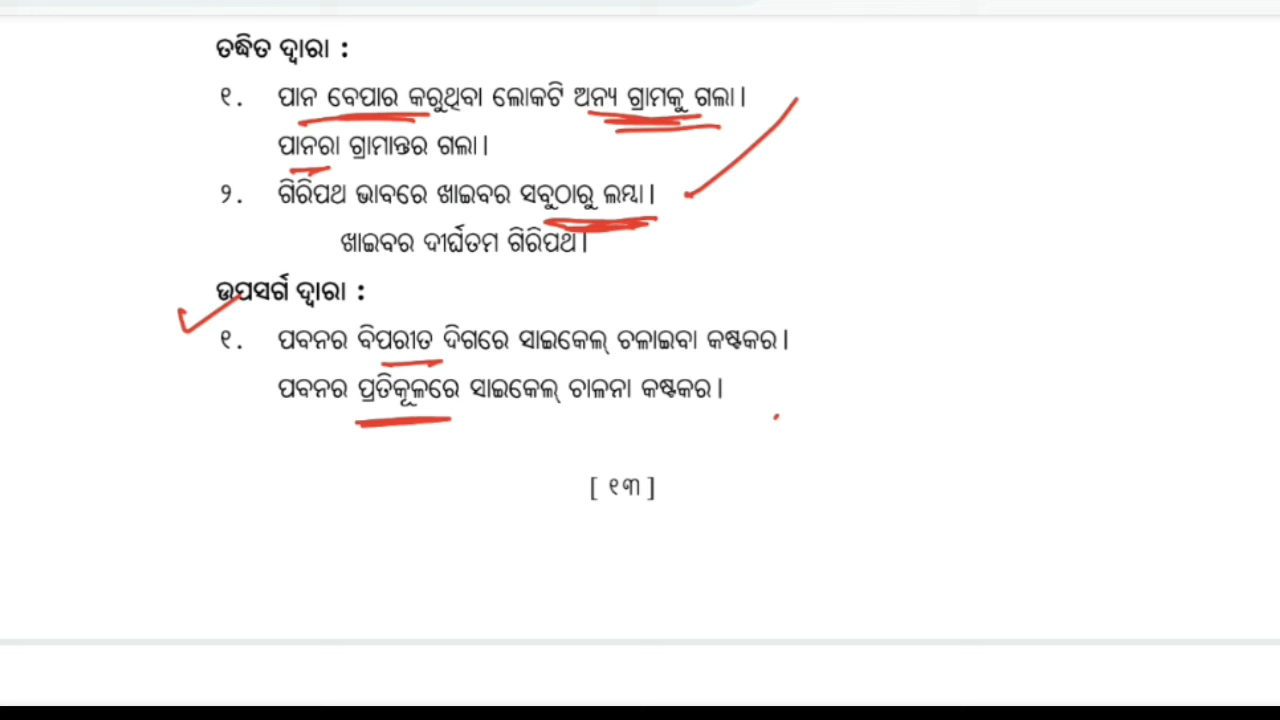 ତଦ୍ଧିତ ଦ୍ୱାରା :
୧. ପାନ ବେପାର କରୁଥିବା ଲୋକଟି ଅନ୍ୟ ଗ୍ରାମକୁ ଗଲା।
ପାନରା ଗ୍ରାମାନ୍ତର ଗଲା।
୨. ଗିରିପଥ ଭାବରେ ଖାଇବର ସବୁଠାରୁ ଲମ୍ବା।
ଖାଇବର ଦୀର୍ଘତମ ଗିରିପଥ।
ଉପସର୍ଗ ଦ୍ୱାରା :
୧. ପବନର ବିପରୀତ ଦିଗରେ ସାଇକେଲ୍ ଚଳାଇବା କଷ୍ଟକର।
ପବନର ପ୍ରତିକୂଳରେ ସାଇକେଲ୍ ଚାଳନା କଷ୍ଟକର।
[ ୧୩ ]